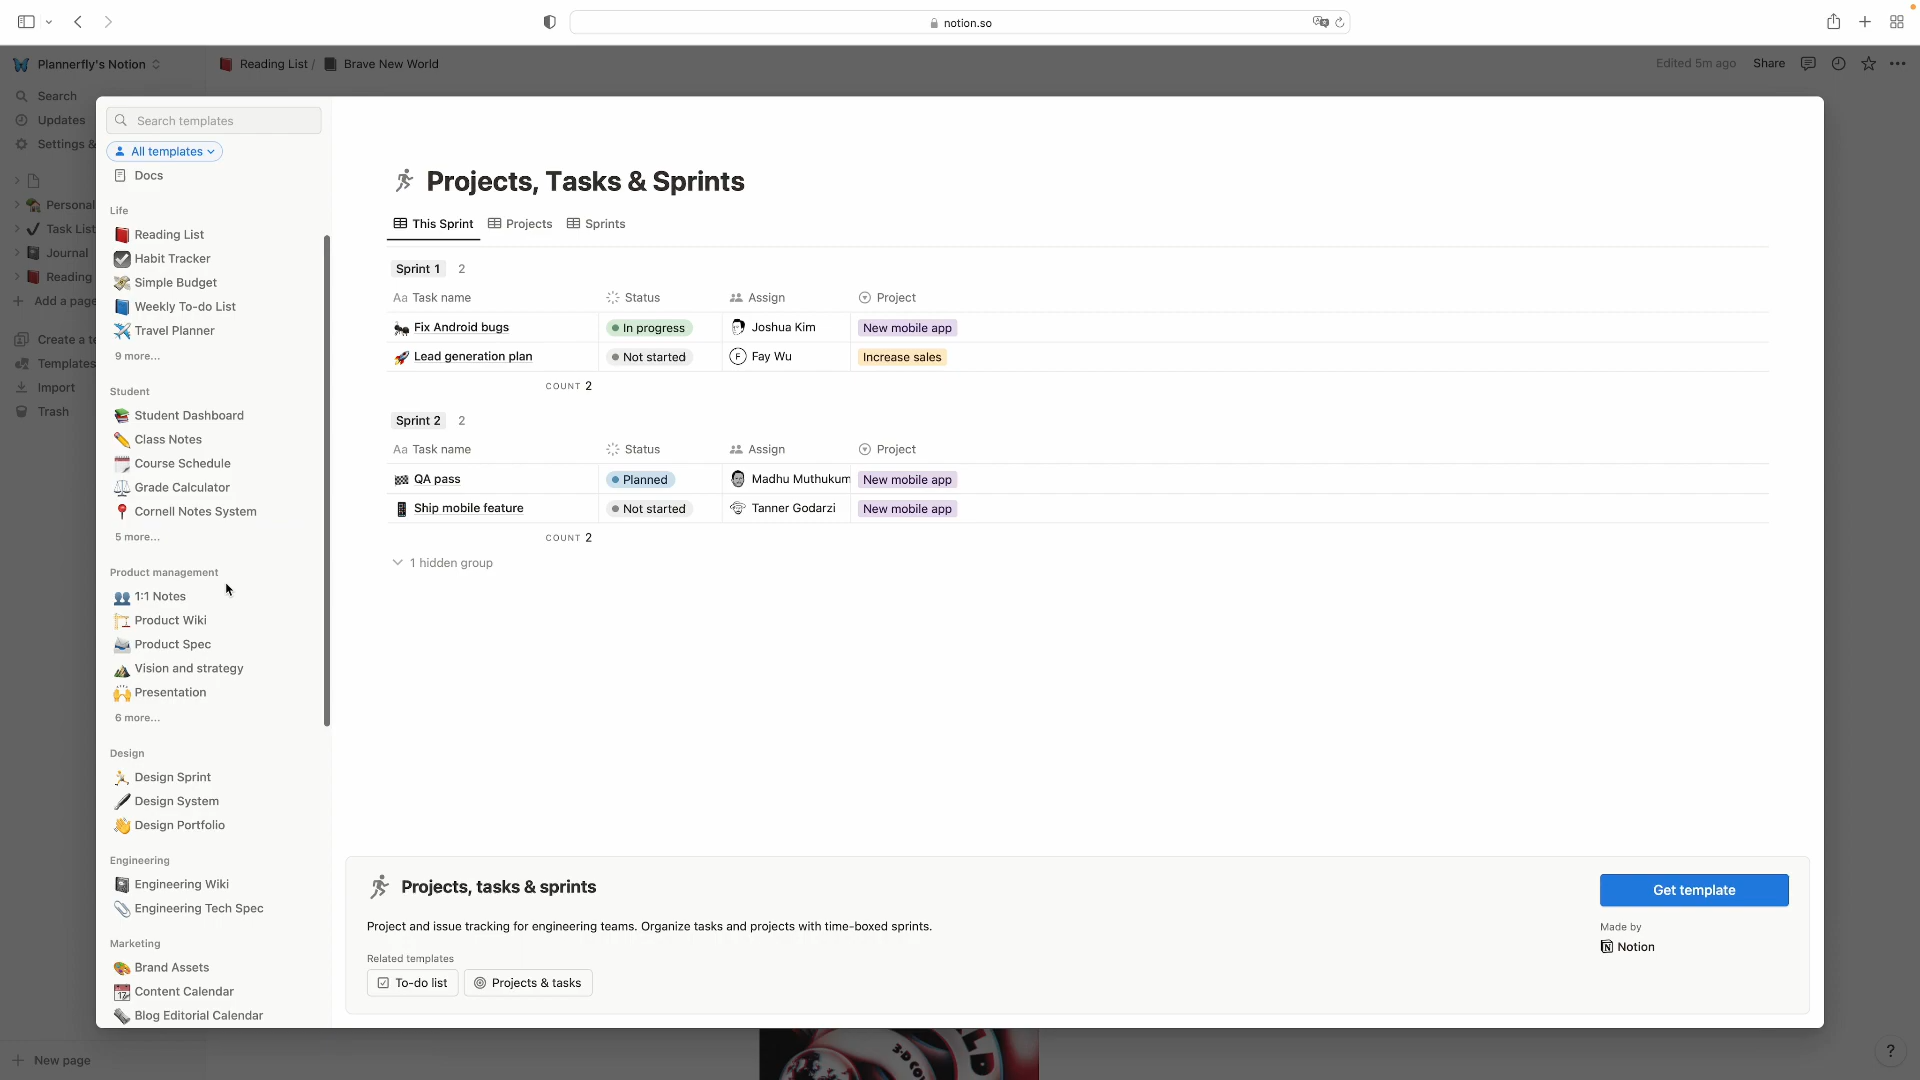 notion.so
Plannerfly's Notion
Reading List /
Brave New World
Edited 5m ago
Share
Search
Updates
Settings &
Personal
Task List
Journal
Reading
Add a page
Create a te
Templates
Import
Trash
New page
Search templates
All templates
Docs
Life
Reading List
Habit Tracker
Simple Budget
Weekly To-do List
Travel Planner
9 more...
Student
Student Dashboard
Class Notes
Course Schedule
Grade Calculator
Cornell Notes System
5 more...
Product management
1:1 Notes
Product Wiki
Product Spec
Vision and strategy
Presentation
6 more...
Design
Design Sprint
Design System
Design Portfolio
Engineering
Engineering Wiki
Engineering Tech Spec
Marketing
Brand Assets
Content Calendar
Blog Editorial Calendar
Projects, Tasks & Sprints
This Sprint Projects Sprints
Sprint 1 2
Aa Task name Status Assign Project
Fix Android bugs In progress Joshua Kim New mobile app
Lead generation plan Not started F Fay Wu Increase sales
COUNT 2
Sprint 2 2
Aa Task name Status Assign Project
QA pass Planned Madhu Muthukum New mobile app
Ship mobile feature Not started Tanner Godarzi New mobile app
COUNT 2
1 hidden group
Projects, tasks & sprints
Get template
Project and issue tracking for engineering teams. Organize tasks and projects with time-boxed sprints.
Made by
Notion
Related templates
To-do list Projects & tasks
3-D CO
LD
?